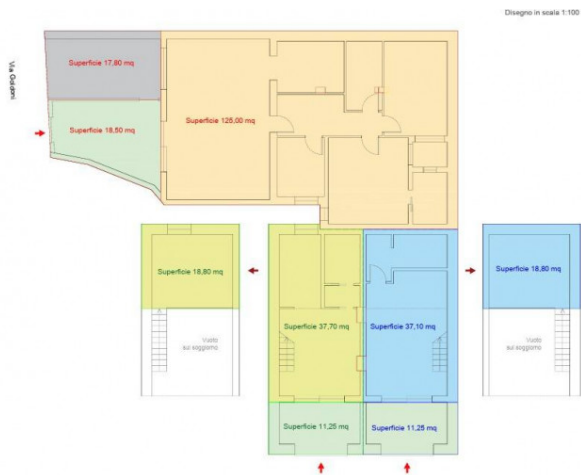 Disegno in scala 1:100
Via Goldoni
Superficie 17,80 mq
Superficie 18,50 mq
Superficie 125,00 mq
Superficie 18,80 mq
Vuoto
sul soggiorno
Superficie 37,70 mq
Superficie 37,10 mq
Superficie 18,80 mq
Vuoto
sul soggiorno
Superficie 11,25 mq
Superficie 11,25 mq